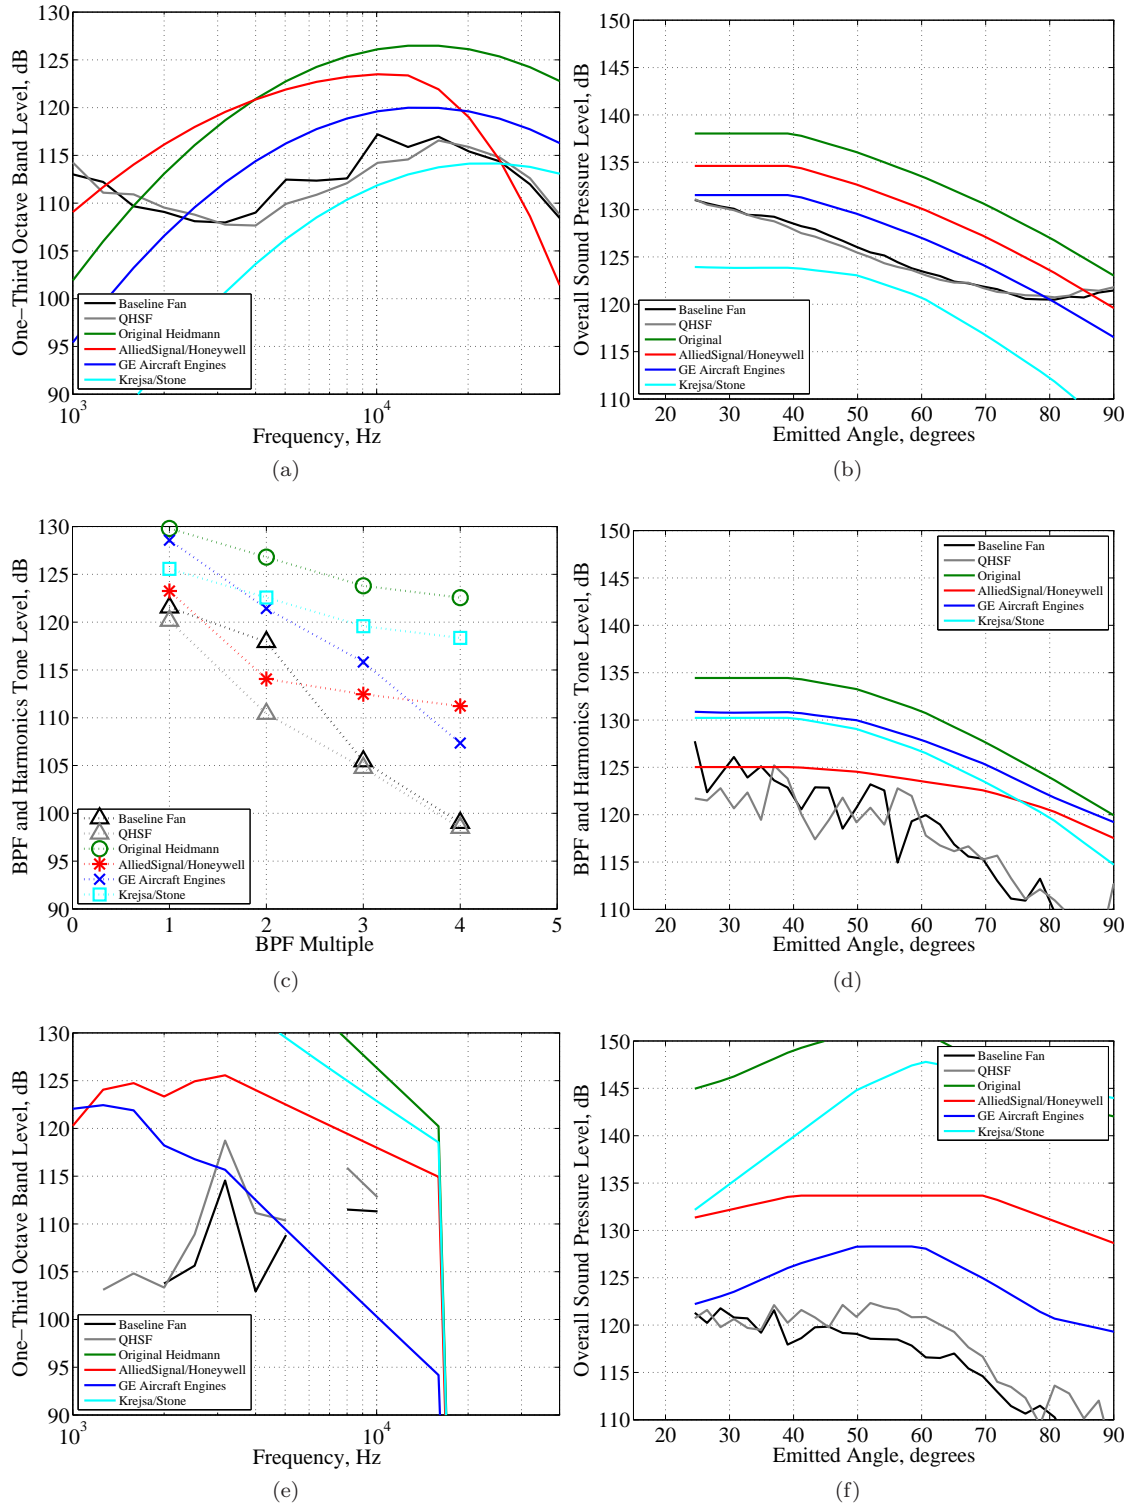 One−Third Octave Band Level, dB
130
125
120
115
110
105
100
95
90
Baseline Fan
QHSF
Original Heidmann
AlliedSignal/Honeywell
GE Aircraft Engines
Krejsa/Stone
10^3
10^4
Frequency, Hz
(a)
Overall Sound Pressure Level, dB
150
145
140
135
130
125
120
115
110
Baseline Fan
QHSF
Original
AlliedSignal/Honeywell
GE Aircraft Engines
Krejsa/Stone
20 30 40 50 60 70 80 90
Emitted Angle, degrees
(b)
BPF and Harmonics Tone Level, dB
130
125
120
115
110
105
100
95
90
Baseline Fan
QHSF
Original Heidmann
AlliedSignal/Honeywell
GE Aircraft Engines
Krejsa/Stone
0 1 2 3 4 5
BPF Multiple
(c)
BPF and Harmonics Tone Level, dB
150
145
140
135
130
125
120
115
110
Baseline Fan
QHSF
Original
AlliedSignal/Honeywell
GE Aircraft Engines
Krejsa/Stone
20 30 40 50 60 70 80 90
Emitted Angle, degrees
(d)
One−Third Octave Band Level, dB
130
125
120
115
110
105
100
95
90
Baseline Fan
QHSF
Original Heidmann
AlliedSignal/Honeywell
GE Aircraft Engines
Krejsa/Stone
10^3
10^4
Frequency, Hz
(e)
Overall Sound Pressure Level, dB
150
145
140
135
130
125
120
115
110
Baseline Fan
QHSF
Original
AlliedSignal/Honeywell
GE Aircraft Engines
Krejsa/Stone
20 30 40 50 60 70 80 90
Emitted Angle, degrees
(f)